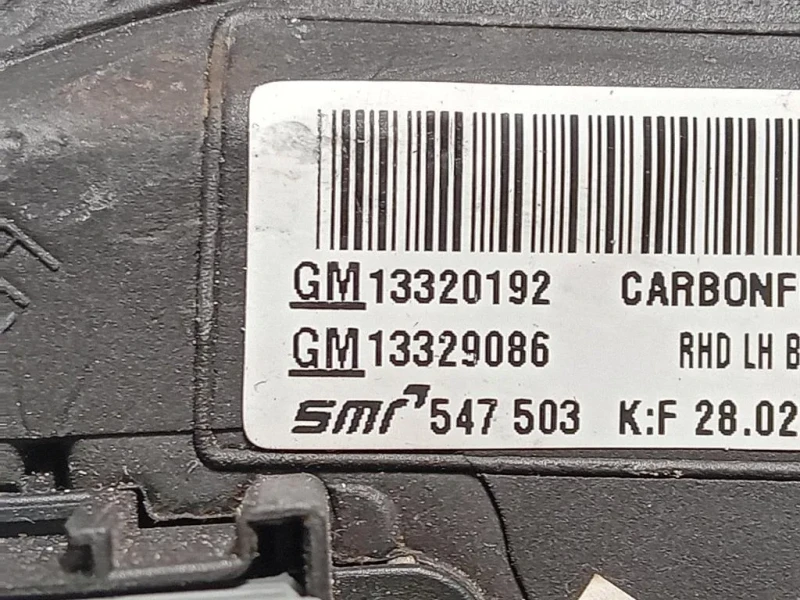 GM 13320192 CARBONF
GM 13329086 RHD LH B
smr 547 503 K:F 28.02